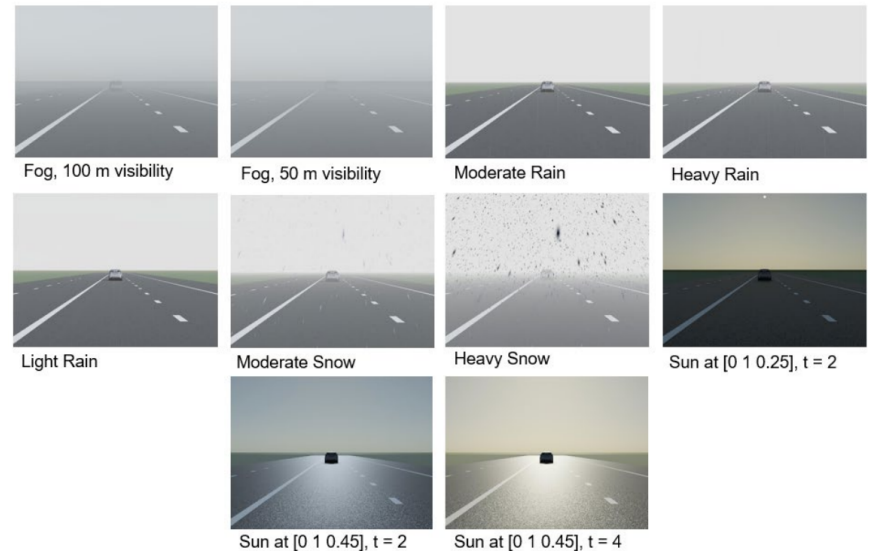 Fog, 100 m visibility
Fog, 50 m visibility
Moderate Rain
Heavy Rain
Light Rain
Moderate Snow
Heavy Snow
Sun at [0 1 0.25], t = 2
Sun at [0 1 0.45], t = 2
Sun at [0 1 0.45], t = 4